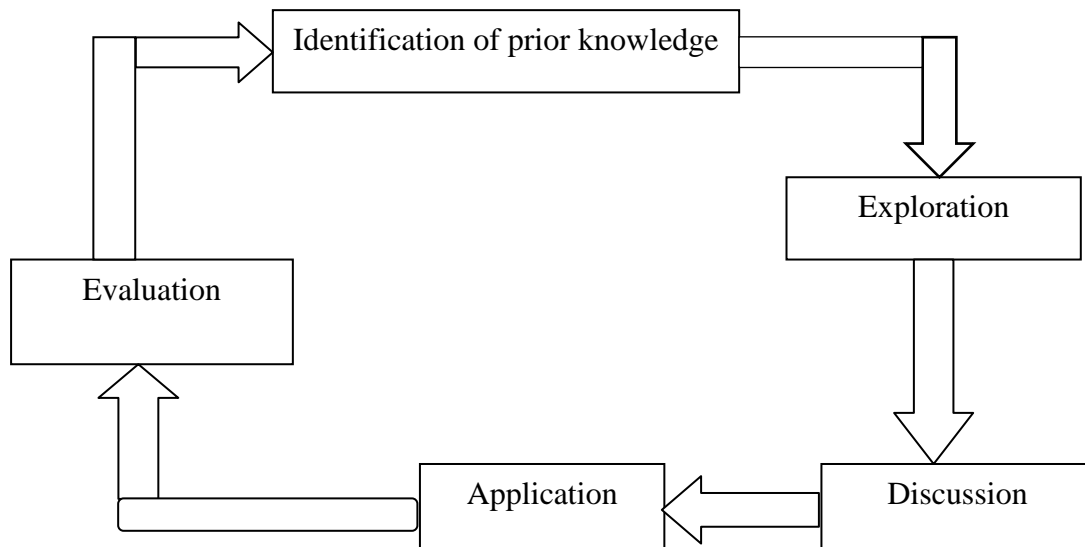 Identification of prior knowledge
Exploration
Discussion
Application
Evaluation